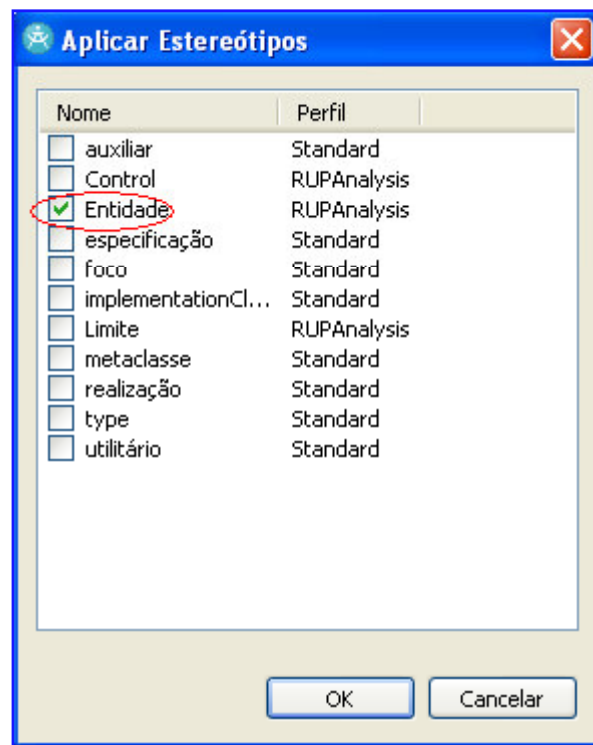 Aplicar Estereótipos
Nome Perfil
auxiliar Standard
Control RUPAnalysis
Entidade RUPAnalysis
especificação Standard
foco Standard
implementationCl... Standard
Limite RUPAnalysis
metaclasse Standard
realização Standard
type Standard
utilitário Standard
OK Cancelar